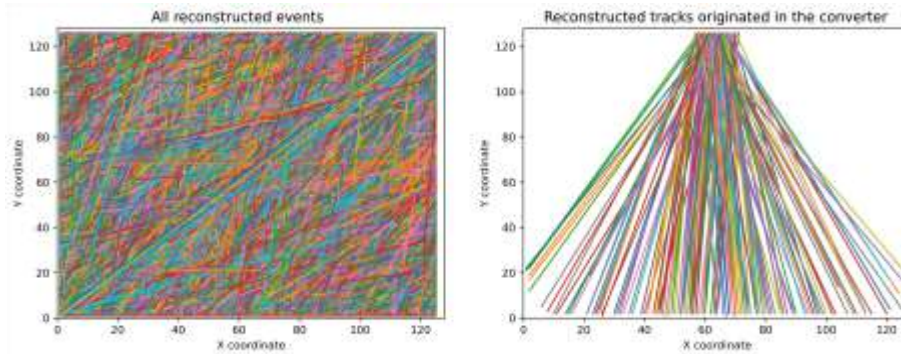 All reconstructed events
120
100
80
60
40
20
0
Y coordinate
0 20 40 60 80 100 120
X coordinate
Reconstructed tracks originated in the converter
120
100
80
60
40
20
0
Y coordinate
0 20 40 60 80 100 120
X coordinate